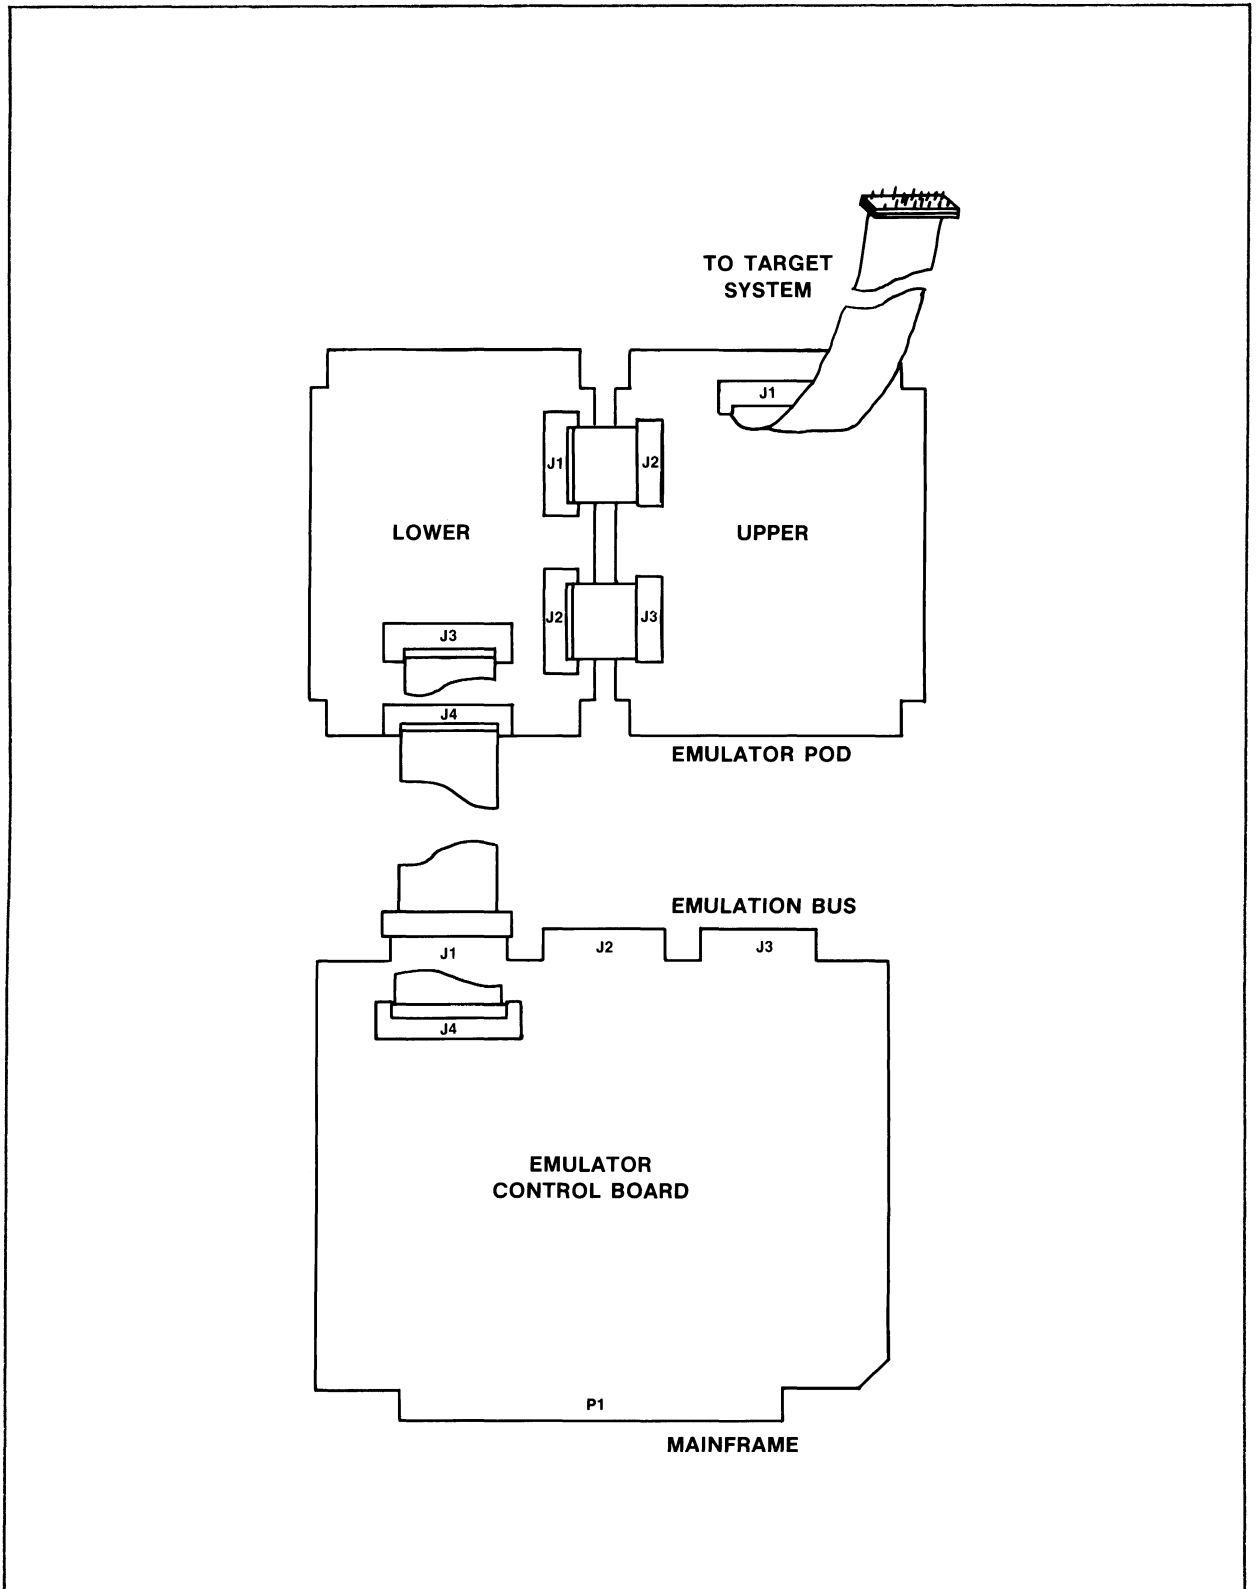 TO TARGET
SYSTEM
J1
J1
J2
LOWER
UPPER
J2
J3
J3
J4
EMULATOR POD
EMULATION BUS
J1
J2
J3
J4
EMULATOR
CONTROL BOARD
P1
MAINFRAME